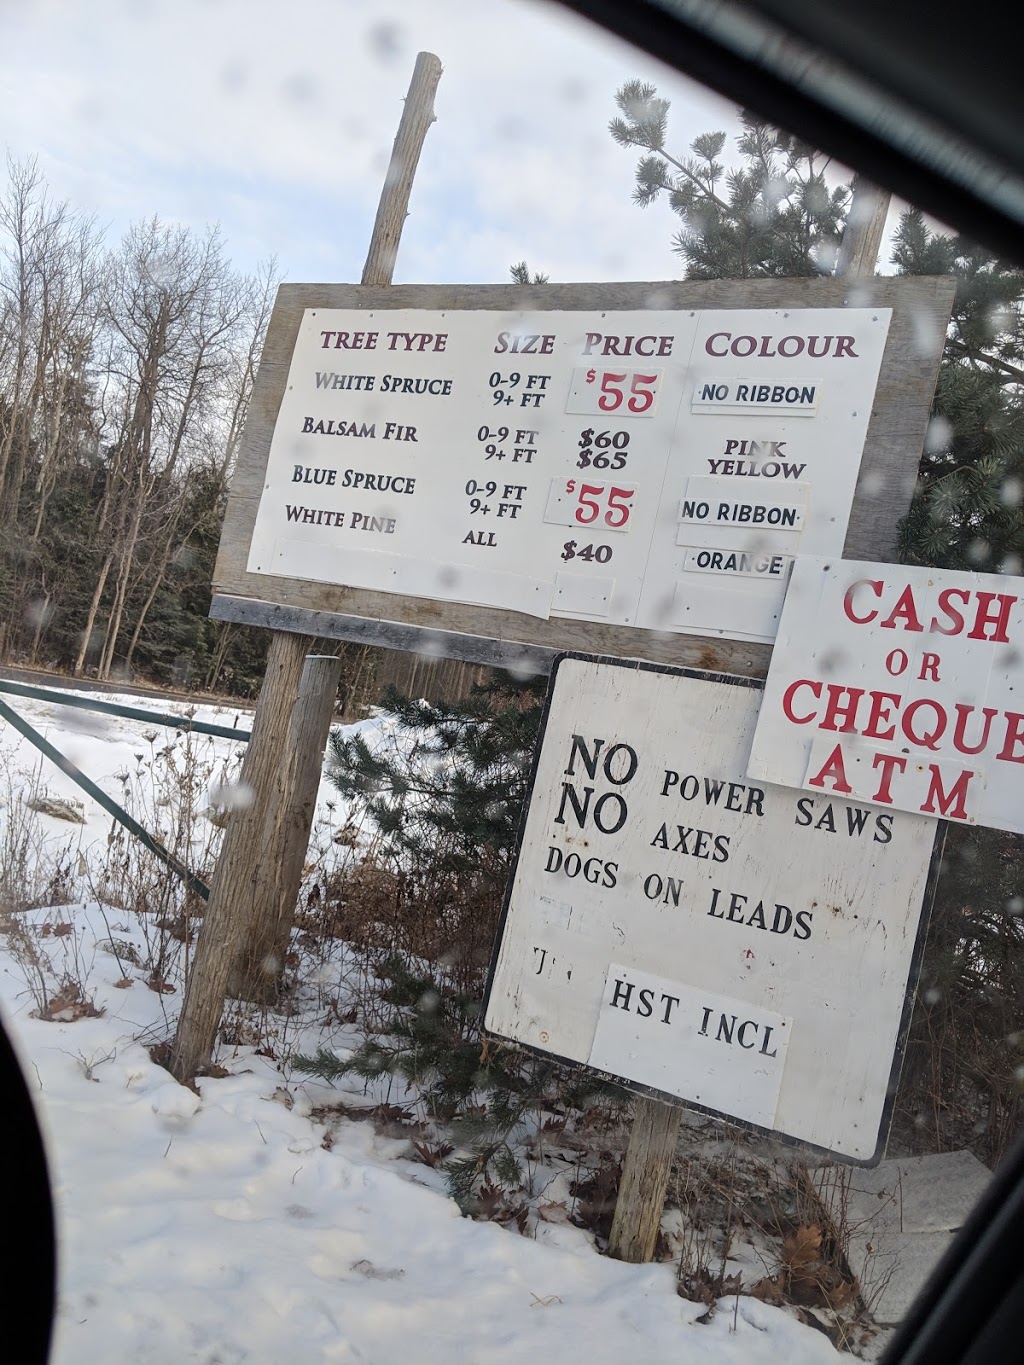 TREE TYPE SIZE PRICE COLOUR
WHITE SPRUCE 0-9 FT $55 NO RIBBON
9+ FT
BALSAM FIR 0-9 FT $60 PINK
9+ FT $65 YELLOW
BLUE SPRUCE 0-9 FT $55 NO RIBBON
9+ FT
WHITE PINE ALL $40 ORANGE
CASH
OR
CHEQUE
ATM
NO POWER SAWS
NO AXES
DOGS ON LEADS
HST INCL